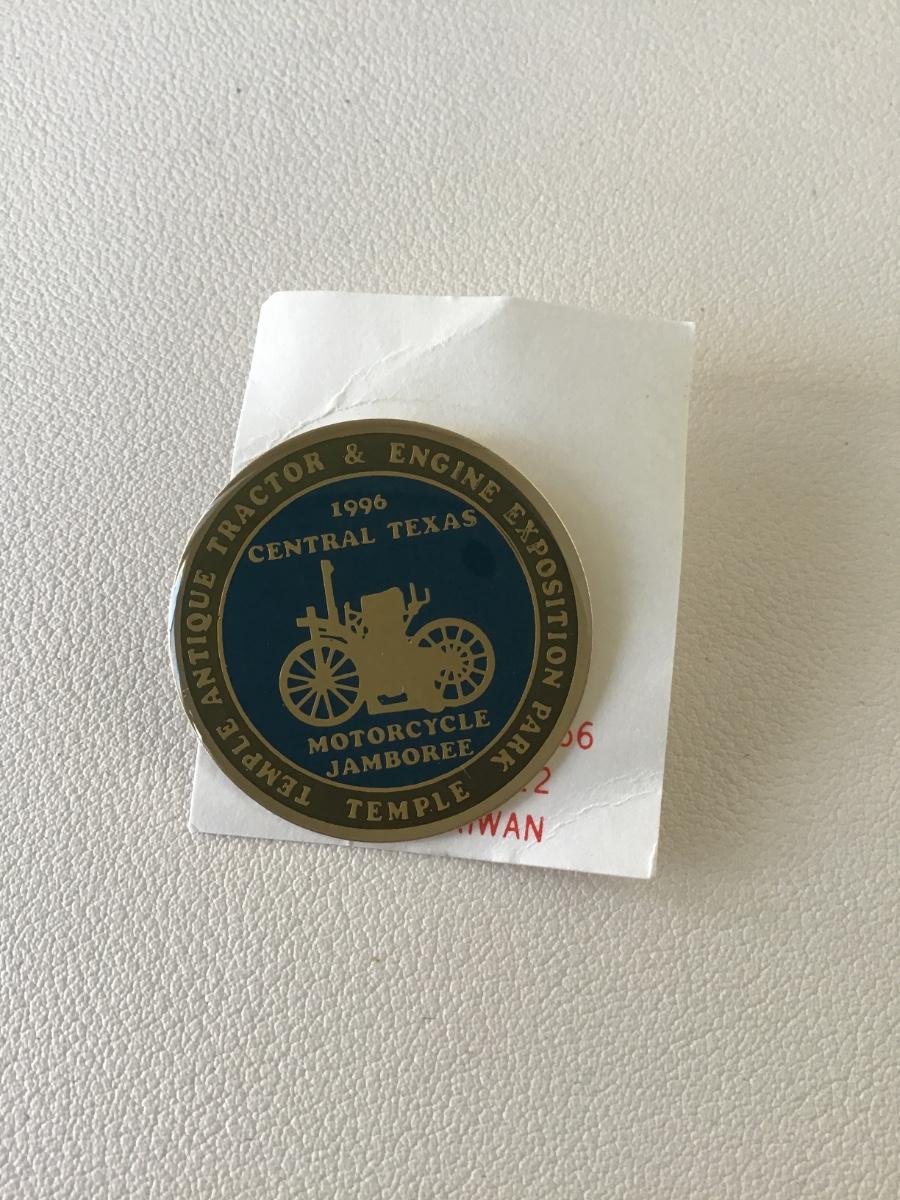 TEMPLE ANTIQUE TRACTOR & ENGINE EXPOSITION PARK
TEMPLE
1996
CENTRAL TEXAS
MOTORCYCLE
JAMBOREE